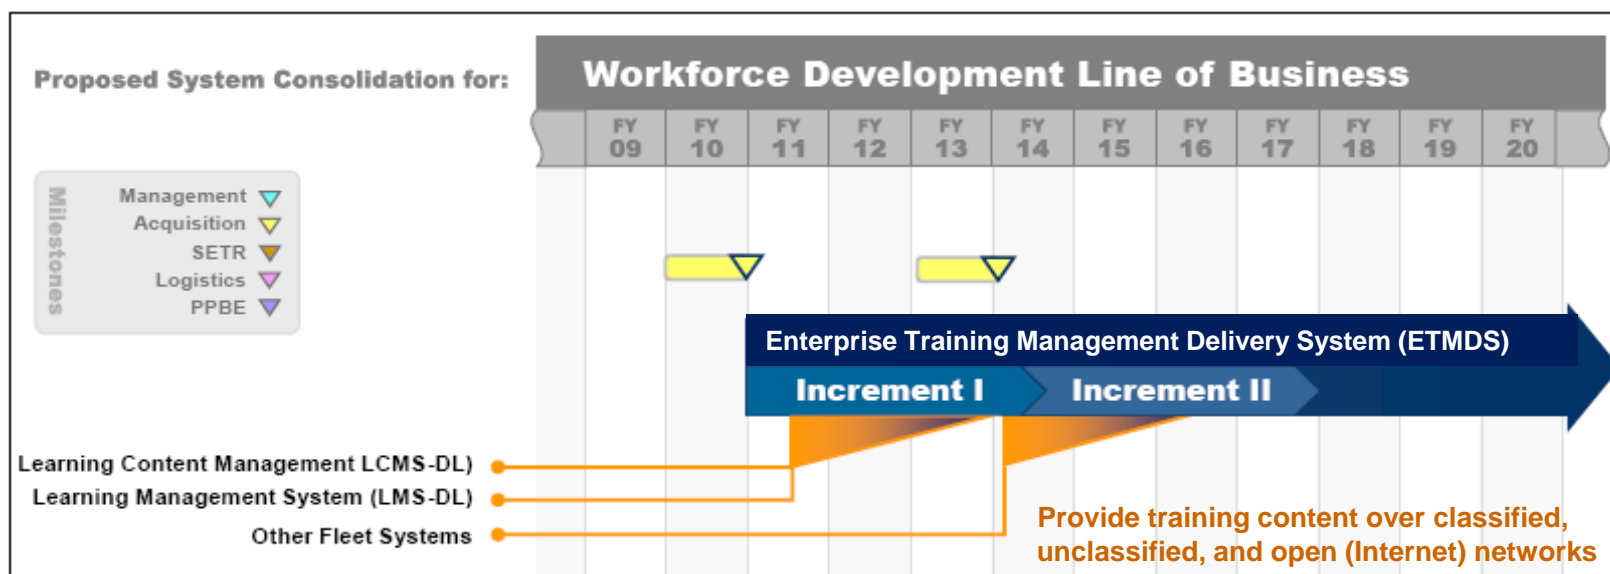 Proposed System Consolidation for:
Workforce Development Line of Business
FY 09 FY 10 FY 11 FY 12 FY 13 FY 14 FY 15 FY 16 FY 17 FY 18 FY 19 FY 20
Milestones
Management
Acquisition
SETR
Logistics
PPBE
Enterprise Training Management Delivery System (ETMDS)
Increment I
Increment II
Learning Content Management LCMS-DL)
Learning Management System (LMS-DL)
Other Fleet Systems
Provide training content over classified,
unclassified, and open (Internet) networks